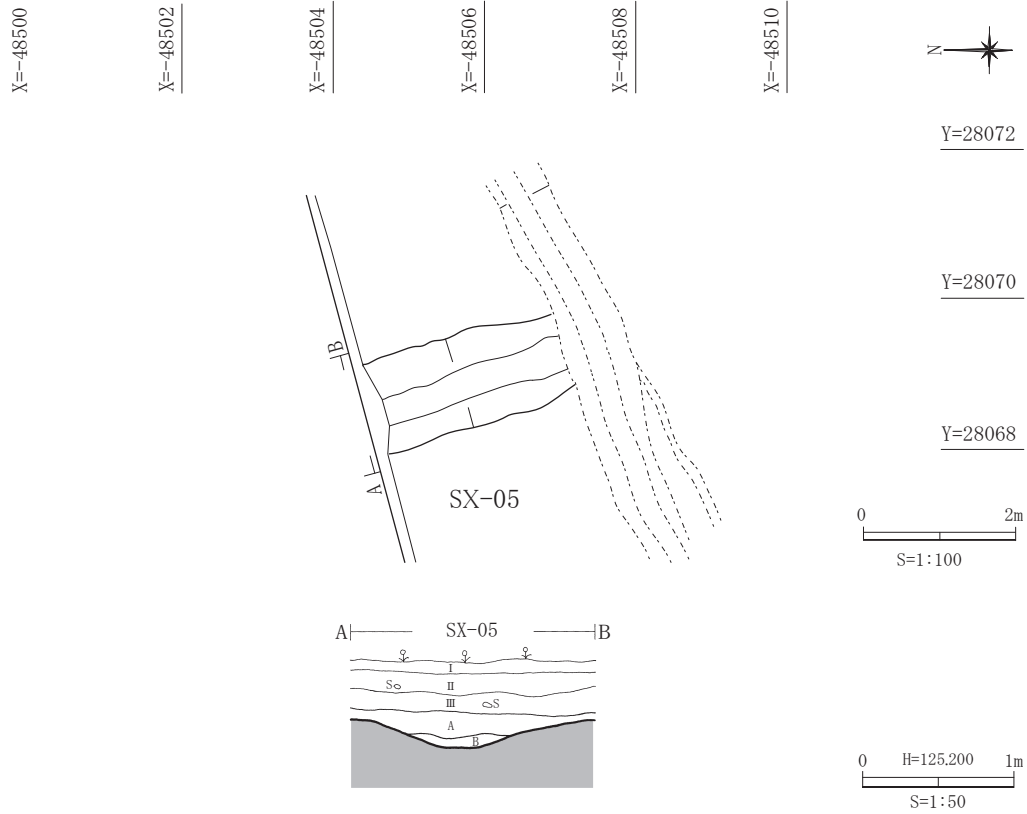 X=-48500
X=-48502
X=-48504
X=-48506
X=-48508
X=-48510
N
Y=28072
Y=28070
Y=28068
B
A
SX-05
0 2m
S=1:100
A SX-05 B
Ⅰ
S Ⅱ
Ⅲ S
A
B
0 H=125.200 1m
S=1:50